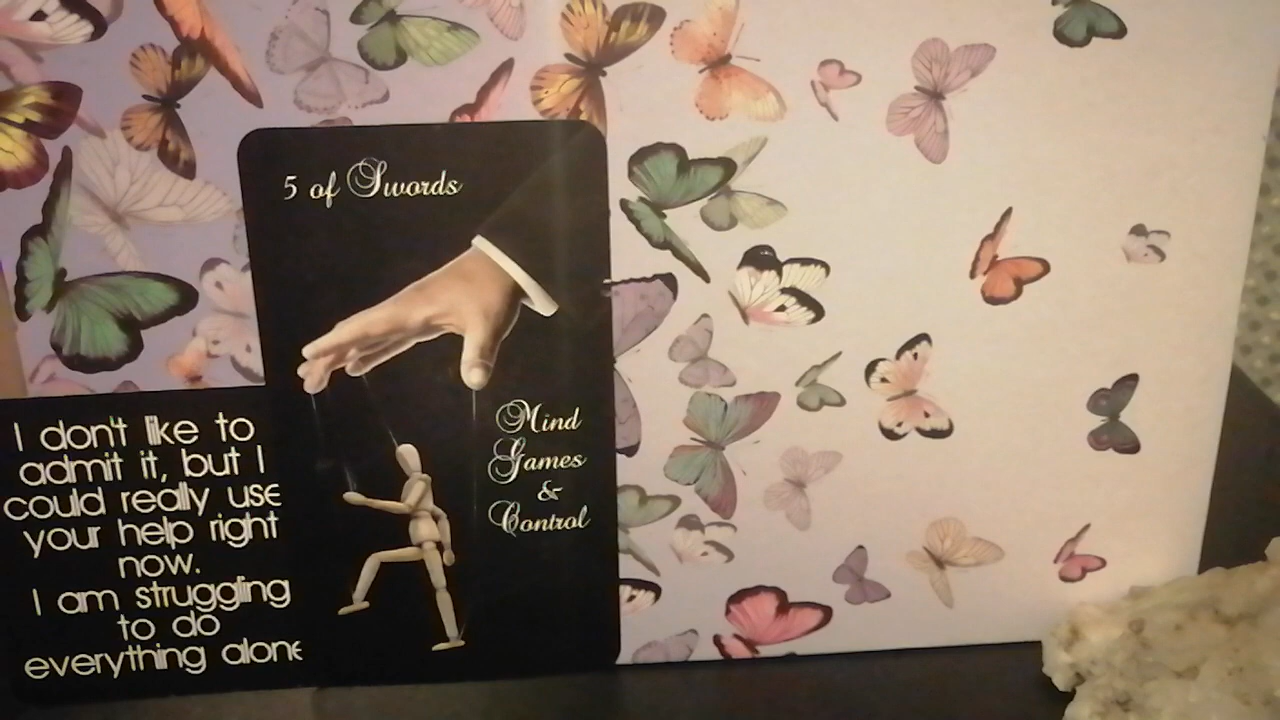 5 of Swords
Mind
Games
&
Control
I don't like to
admit it, but I
could really use
your help right
now.
I am struggling
to do
everything alone